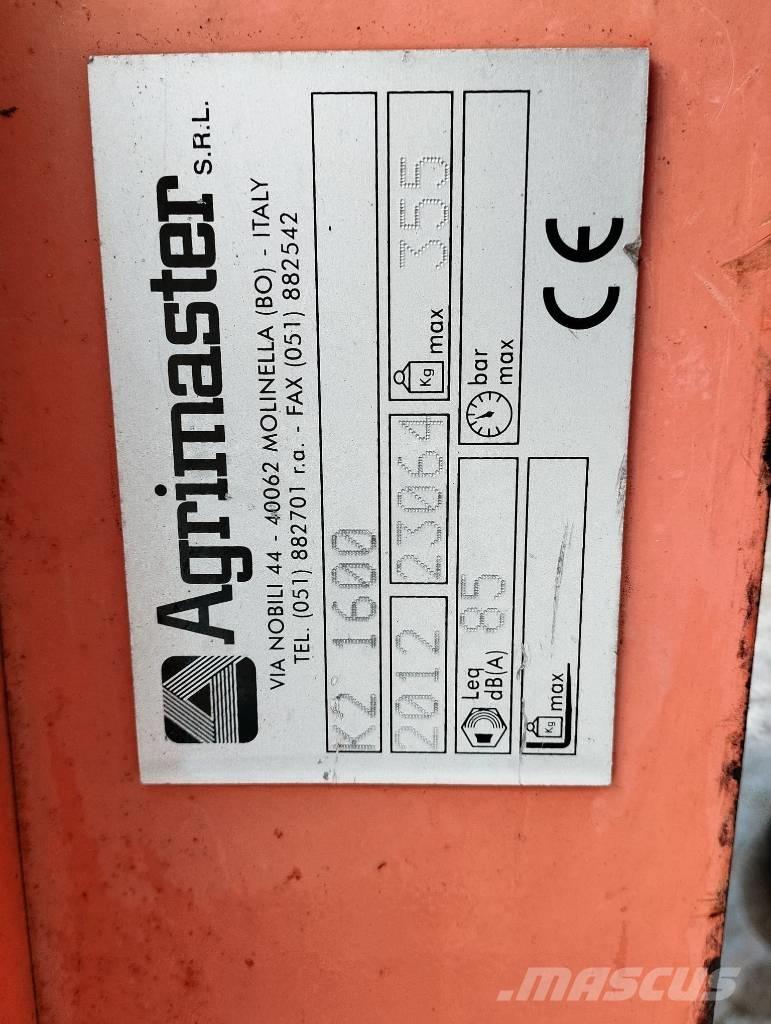 Agrimaster S.R.L.
VIA NOBILI 44 - 40062 MOLINELLA (BO) - ITALY
TEL. (051) 882701 r.a. - FAX (051) 882542
K2 1600
2012 23064 Kg max 355
Leq dB(A) 85 bar max
Kg max
CE
MASCUS